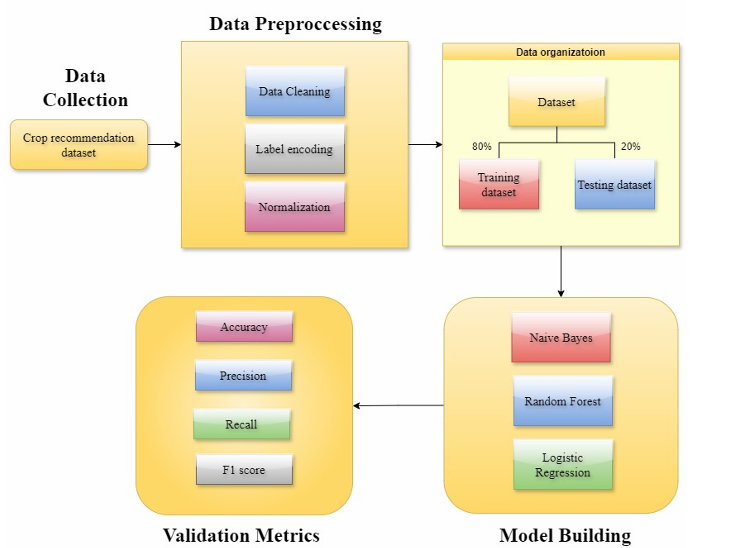 Data Preproccessing
Data
Collection
Crop recommendation
dataset
Data Cleaning
Label encoding
Normalization
Data organizatoion
Dataset
80%
20%
Training
dataset
Testing dataset
Naive Bayes
Random Forest
Logistic
Regression
Model Building
Accuracy
Precision
Recall
F1 score
Validation Metrics